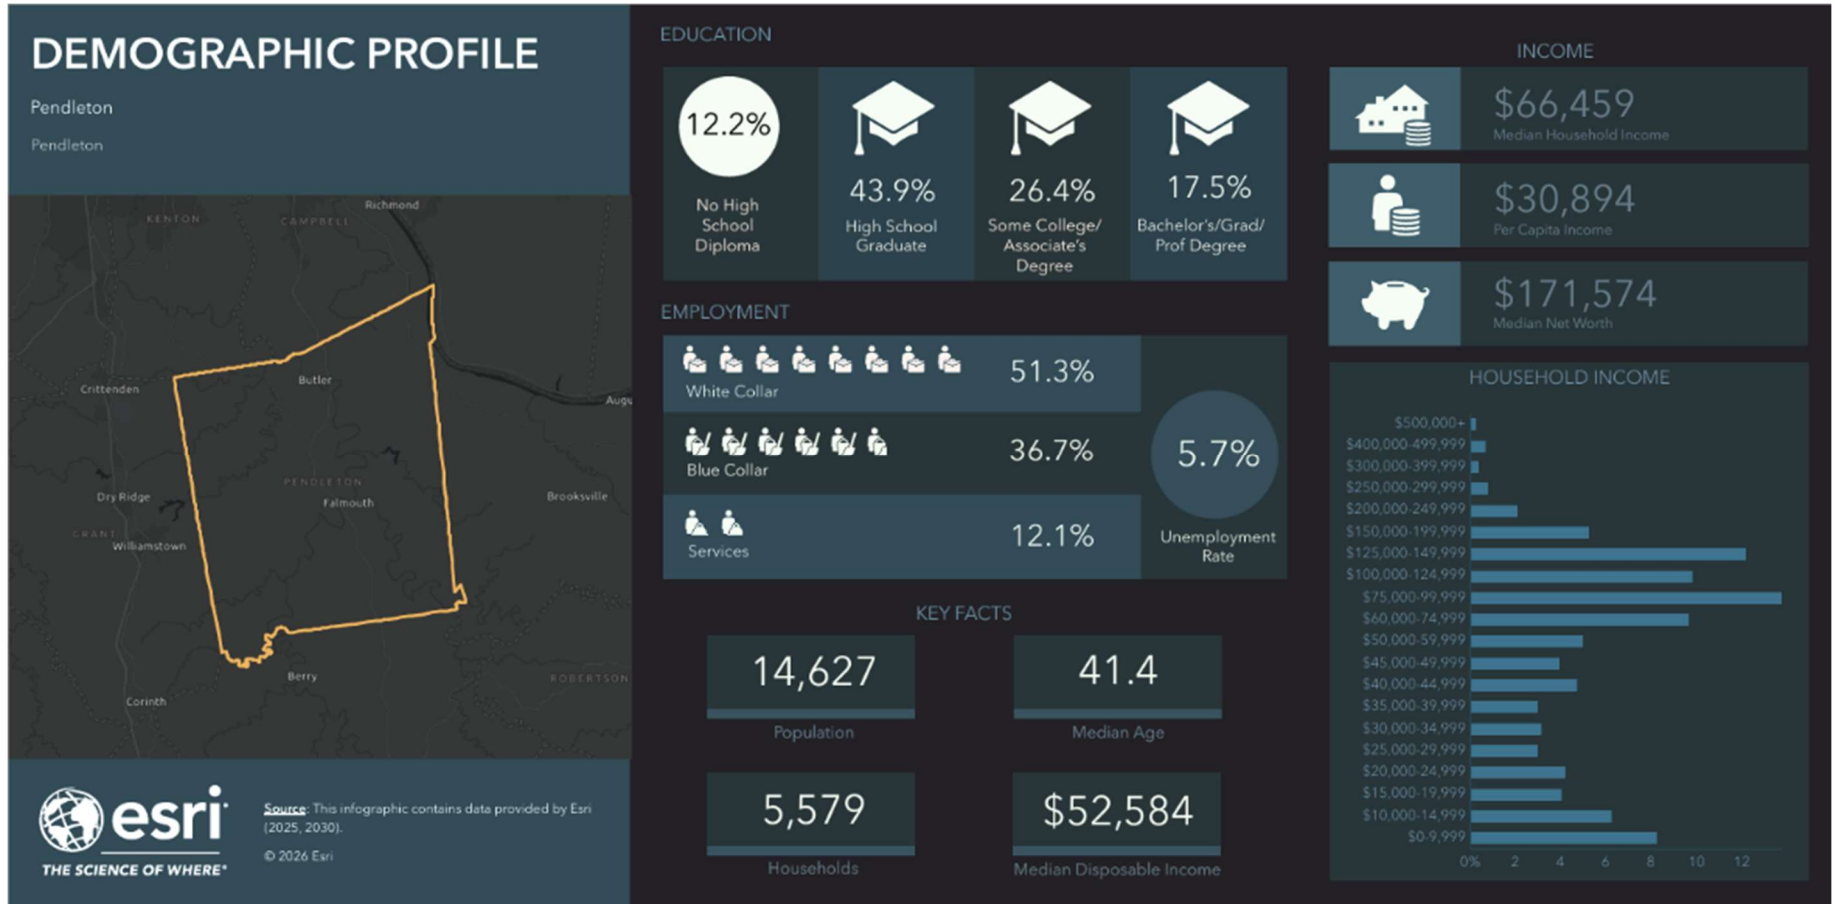 DEMOGRAPHIC PROFILE
Pendleton
Pendleton
Richmond
KENTON
CAMPBELL
Crittenden
Butler
PENDLETON
Falmouth
Dry Ridge
Brooksville
GRANT
Williamstown
Berry
ROBERTSON
Corinth
esri
THE SCIENCE OF WHERE®
Source: This infographic contains data provided by Esri
(2025, 2030).
© 2026 Esri
EDUCATION
12.2%
No High
School
Diploma
43.9%
High School
Graduate
26.4%
Some College/
Associate's
Degree
17.5%
Bachelor's/Grad/
Prof Degree
EMPLOYMENT
White Collar
51.3%
Blue Collar
36.7%
Services
12.1%
5.7%
Unemployment
Rate
KEY FACTS
14,627
Population
41.4
Median Age
5,579
Households
$52,584
Median Disposable Income
INCOME
$66,459
Median Household Income
$30,894
Per Capita Income
$171,574
Median Net Worth
HOUSEHOLD INCOME
$500,000+
$400,000-499,999
$300,000-399,999
$250,000-299,999
$200,000-249,999
$150,000-199,999
$125,000-149,999
$100,000-124,999
$75,000-99,999
$60,000-74,999
$50,000-59,999
$45,000-49,999
$40,000-44,999
$35,000-39,999
$30,000-34,999
$25,000-29,999
$20,000-24,999
$15,000-19,999
$10,000-14,999
$0-9,999
0% 2 4 6 8 10 12